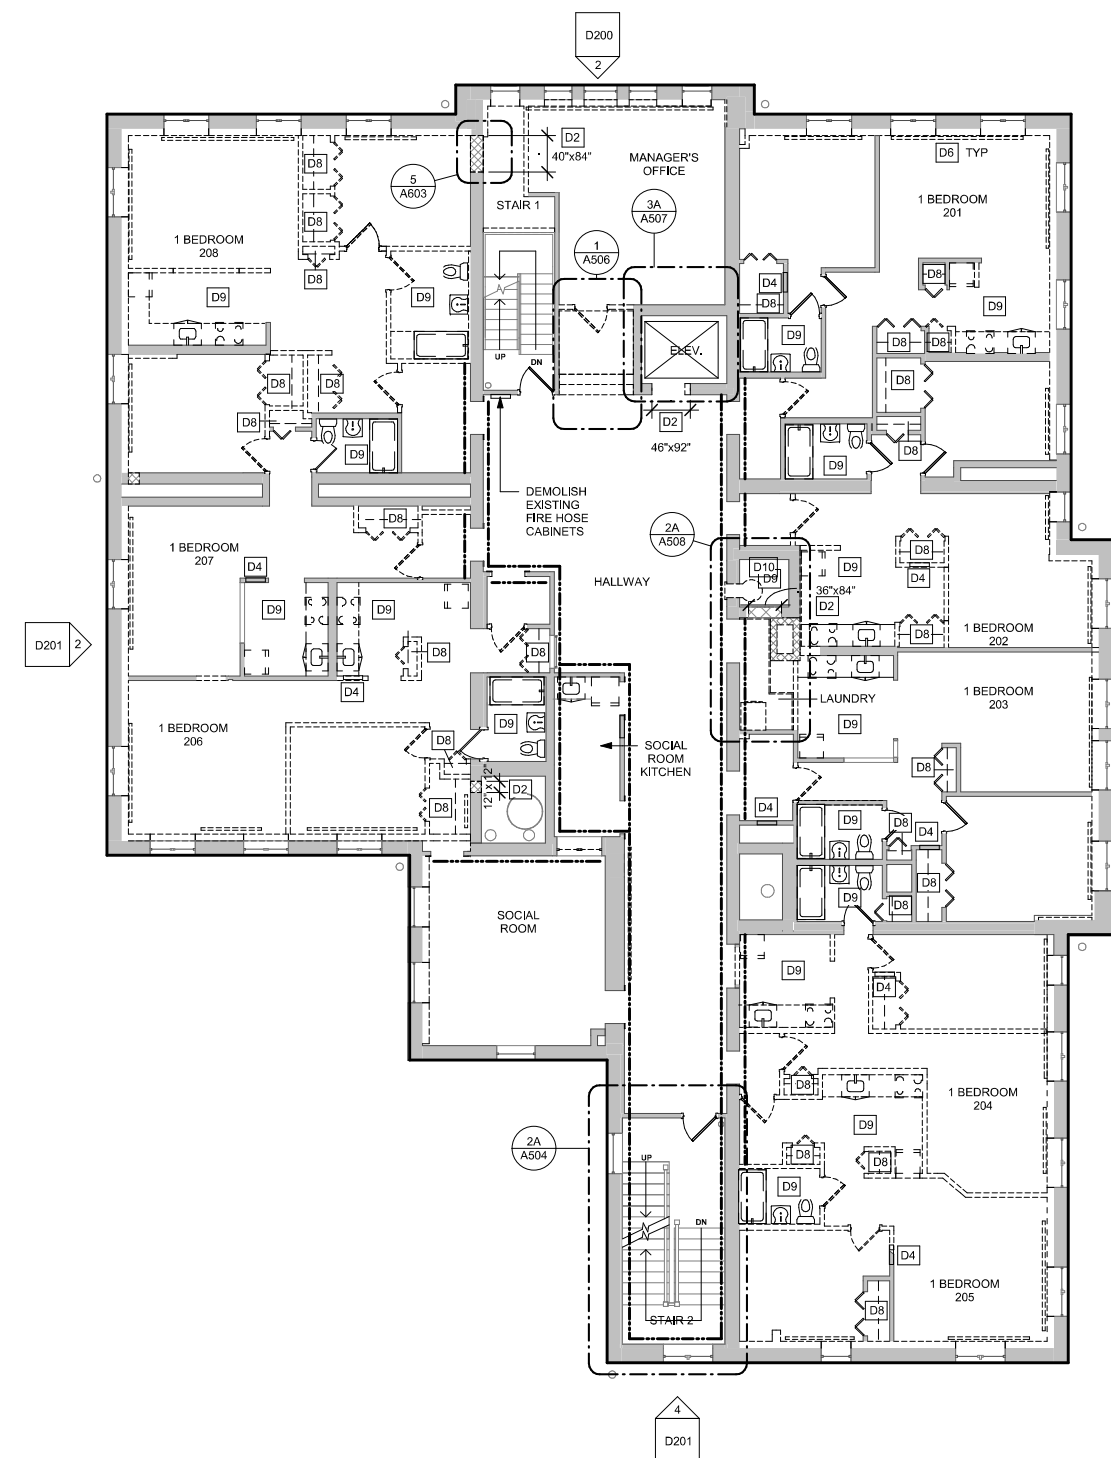 D200
2
D2
40"x84"
MANAGER'S
OFFICE
5
A603
STAIR 1
3A
A507
1
A506
D6 TYP
1 BEDROOM
201
D8
D8
1 BEDROOM
208
D8
D9
D9
D4
D8
D8
D9
D9
D8
D8
UP
DN
ELEV.
D8
D8
D8
D9
D2
46"x92"
D8
D9
D8
DEMOLISH
EXISTING
FIRE HOSE
CABINETS
2A
A508
D8
1 BEDROOM
207
D4
HALLWAY
D10
D9
36"x84"
D2
D9
D8
D4
D9
D9
D8
D8
D8
1 BEDROOM
202
D201
2
D4
LAUNDRY
1 BEDROOM
203
1 BEDROOM
206
D9
D8
SOCIAL
ROOM
KITCHEN
D9
D8
12" x 12"
D2
D8
D4
D9
D8
D4
D8
D9
D8
SOCIAL
ROOM
D9
D4
D8
1 BEDROOM
204
2A
A504
D9
D8
D8
UP
D9
DN
D4
1 BEDROOM
205
D8
STAIR 2
4
D201